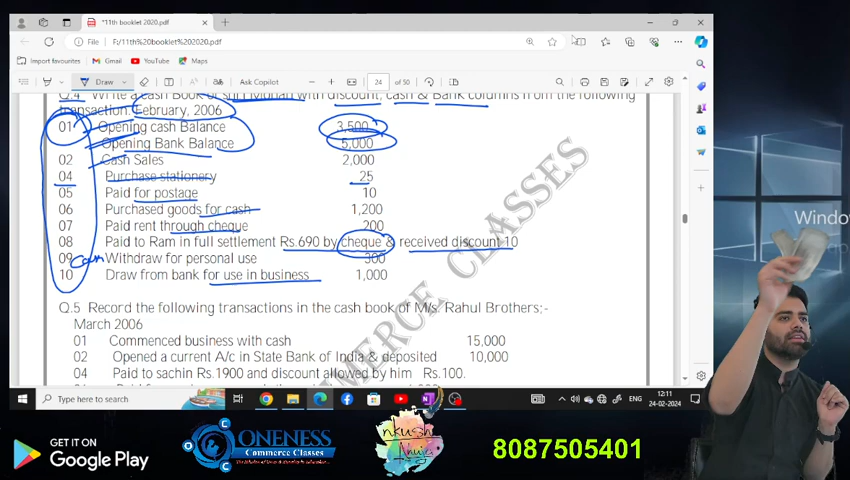 *11th booklet 2020.pdf
File F:/11th%20booklet%202020.pdf
Import favourites Gmail YouTube Maps
Draw Ask Copilot 24 of 50
Q.4 Write a cash Book of Shri Mohan with discount, cash & Bank columns from the following
transaction. February, 2006
01 Opening cash Balance 3,500
Opening Bank Balance 5,000
02 Cash Sales 2,000
04 Purchase stationery 25
05 Paid for postage 10
06 Purchased goods for cash 1,200
07 Paid rent through cheque 200
08 Paid to Ram in full settlement Rs.690 by cheque & received discount 10
09 Cash Withdraw for personal use 300
10 Draw from bank for use in business 1,000
Q.5 Record the following transactions in the cash book of M/s. Rahul Brothers;-
March 2006
01 Commenced business with cash 15,000
02 Opened a current A/c in State Bank of India & deposited 10,000
04 Paid to sachin Rs.1900 and discount allowed by him Rs.100.
MERCE CLASSES
Window
Type here to search
ENG
12:11
24-02-2024
GET IT ON
Google Play
ONENESS
Commerce Classes
nkush
Ahuja
8087505401